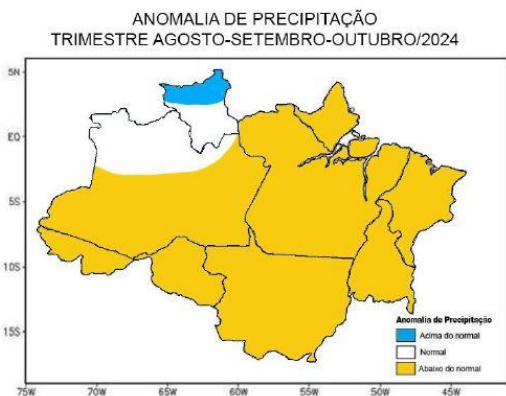 ANOMALIA DE PRECIPITAÇÃO
TRIMESTRE AGOSTO-SETEMBRO-OUTUBRO/2024
5N
EQ
5S
10S
15S
Anomalia de Precipitação
Acima do normal
Normal
Abaixo do normal
75W 70W 65W 60W 55W 50W 45W